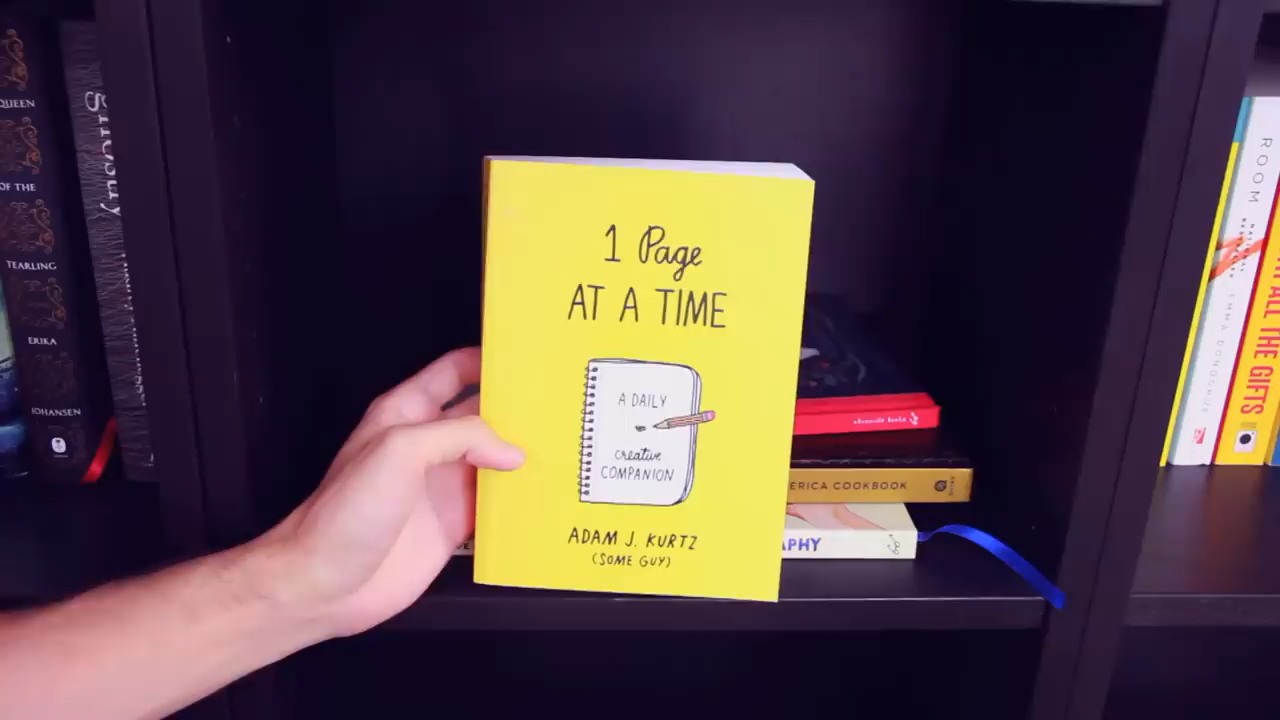 QUEEN
OF THE
TEARLING
ERIKA
JOHANSEN
1 Page
AT A TIME
A DAILY
creative
COMPANION
ADAM J. KURTZ
(SOME GUY)
ERICA COOKBOOK
APHY
ROOM
EMMA DONOGHUE
ALL THE GIFTS